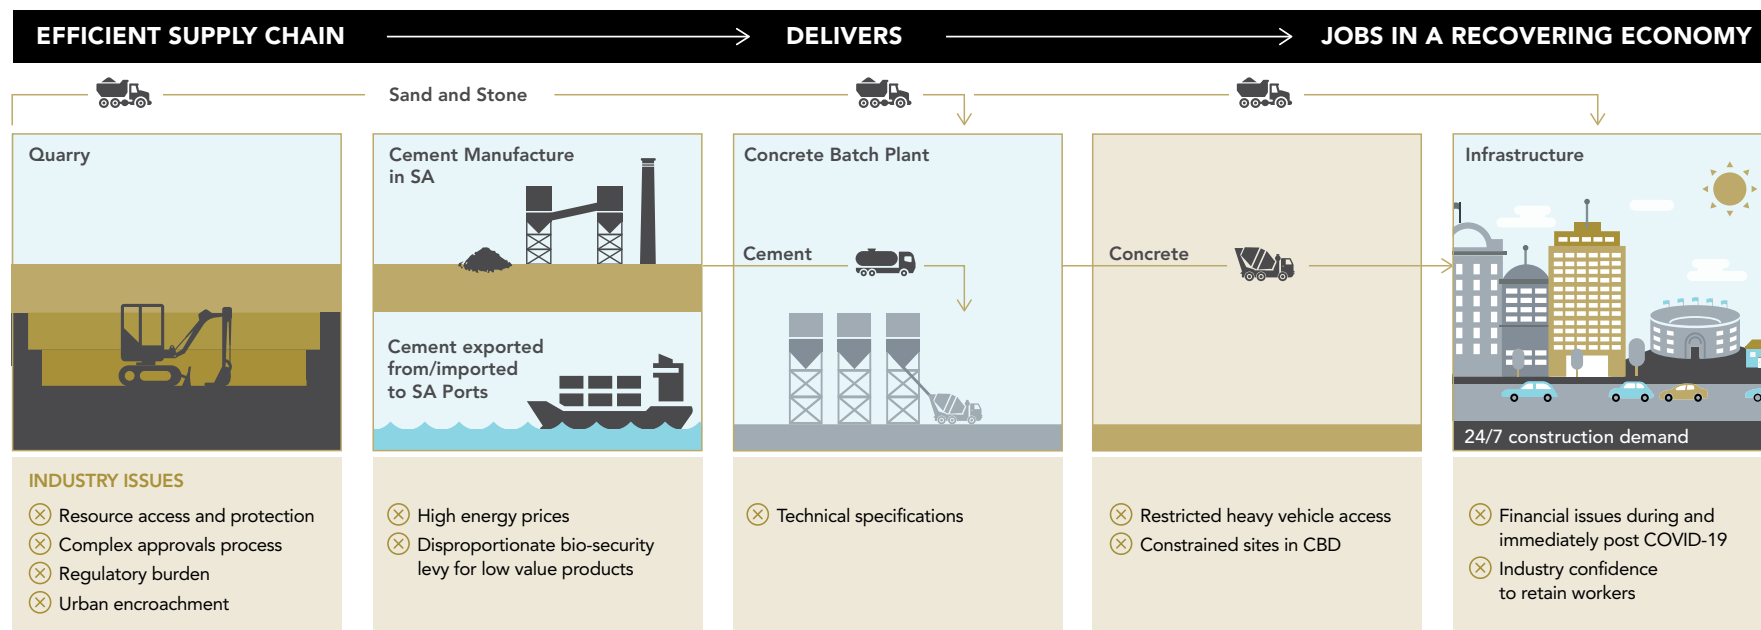 EFFICIENT SUPPLY CHAIN
DELIVERS
JOBS IN A RECOVERING ECONOMY
Sand and Stone
Quarry
Cement Manufacture
in SA
Cement exported
from/imported
to SA Ports
Concrete Batch Plant
Cement
Concrete
Infrastructure
24/7 construction demand
INDUSTRY ISSUES
Resource access and protection
Complex approvals process
Regulatory burden
Urban encroachment
High energy prices
Disproportionate bio-security
levy for low value products
Technical specifications
Restricted heavy vehicle access
Constrained sites in CBD
Financial issues during and
immediately post COVID-19
Industry confidence
to retain workers